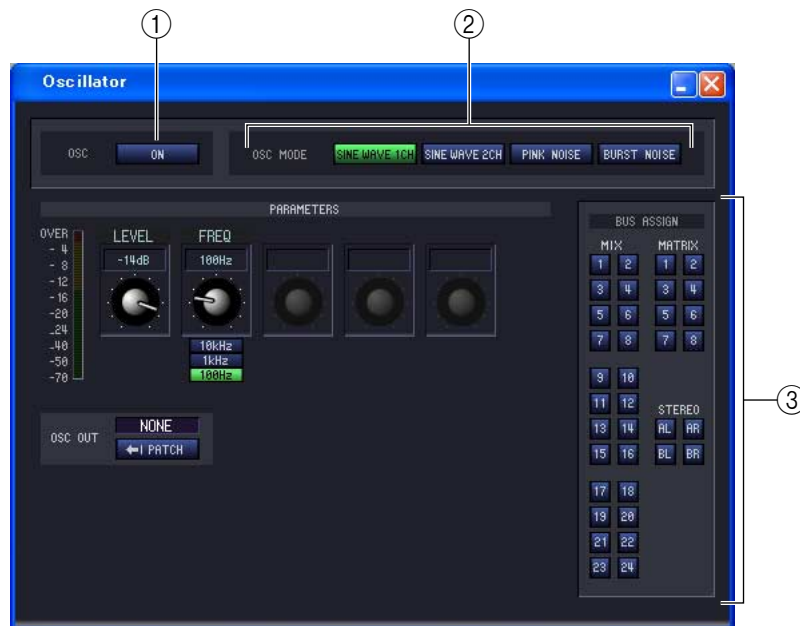 ① ②
Oscillator
OSC ON OSC MODE SINE WAVE 1CH SINE WAVE 2CH PINK NOISE BURST NOISE
PARAMETERS
OVER
- 4
- 8
-12
-16
-20
-24
-40
-50
-70
LEVEL
-14dB
FREQ
100Hz
10kHz
1kHz
100Hz
OSC OUT
NONE
PATCH
BUS ASSIGN
MIX MATRIX
1 2 1 2
3 4 3 4
5 6 5 6
7 8 7 8
9 10
11 12
STEREO
13 14 AL AR
15 16 BL BR
17 18
19 20
21 22
23 24
③